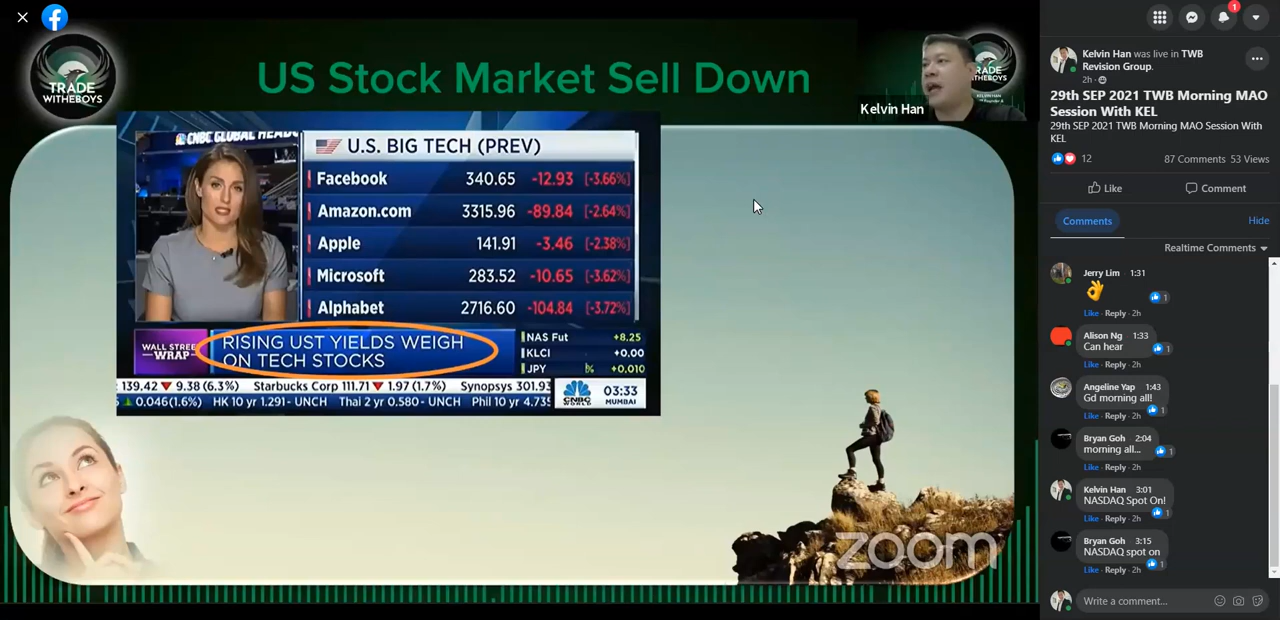 TRADE
WITHEBOYS
US Stock Market Sell Down
Kelvin Han
CNBC GLOBAL HEADQ
U.S. BIG TECH (PREV)
Facebook 340.65 -12.93 [-3.66%]
Amazon.com 3315.96 -89.84 [-2.64%]
Apple 141.91 -3.46 [-2.38%]
Microsoft 283.52 -10.65 [-3.62%]
Alphabet 2716.60 -104.84 [-3.72%]
WALL STREE
WRAP
RISING UST YIELDS WEIGH
ON TECH STOCKS
NAS Fut +8.25
KLCI +0.00
JPY +0.010
139.42 ▼ 9.38 (6.3%) Starbucks Corp 111.71 ▼ 1.97 (1.7%) Synopsys 301.93
▲ 0.046(1.6%) HK 10 yr 1.291- UNCH Thai 2 yr 0.580- UNCH Phil 10 yr 4.735
CNBC
WORLD
03:33
MUMBAI
zoom
1
Kelvin Han was live in TWB
Revision Group.
2h
29th SEP 2021 TWB Morning MAO
Session With KEL
29th SEP 2021 TWB Morning MAO Session With
KEL
12
87 Comments 53 Views
Like Comment
Comments Hide
Realtime Comments
Jerry Lim 1:31
👌
1
Like · Reply · 2h
Alison Ng 1:33
Can hear
1
Like · Reply · 2h
Angeline Yap 1:43
Gd morning all!
1
Like · Reply · 2h
Bryan Goh 2:04
morning all...
1
Like · Reply · 2h
Kelvin Han 3:01
NASDAQ Spot On!
1
Like · Reply · 2h
Bryan Goh 3:15
NASDAQ spot on
1
Like · Reply · 2h
Write a comment...